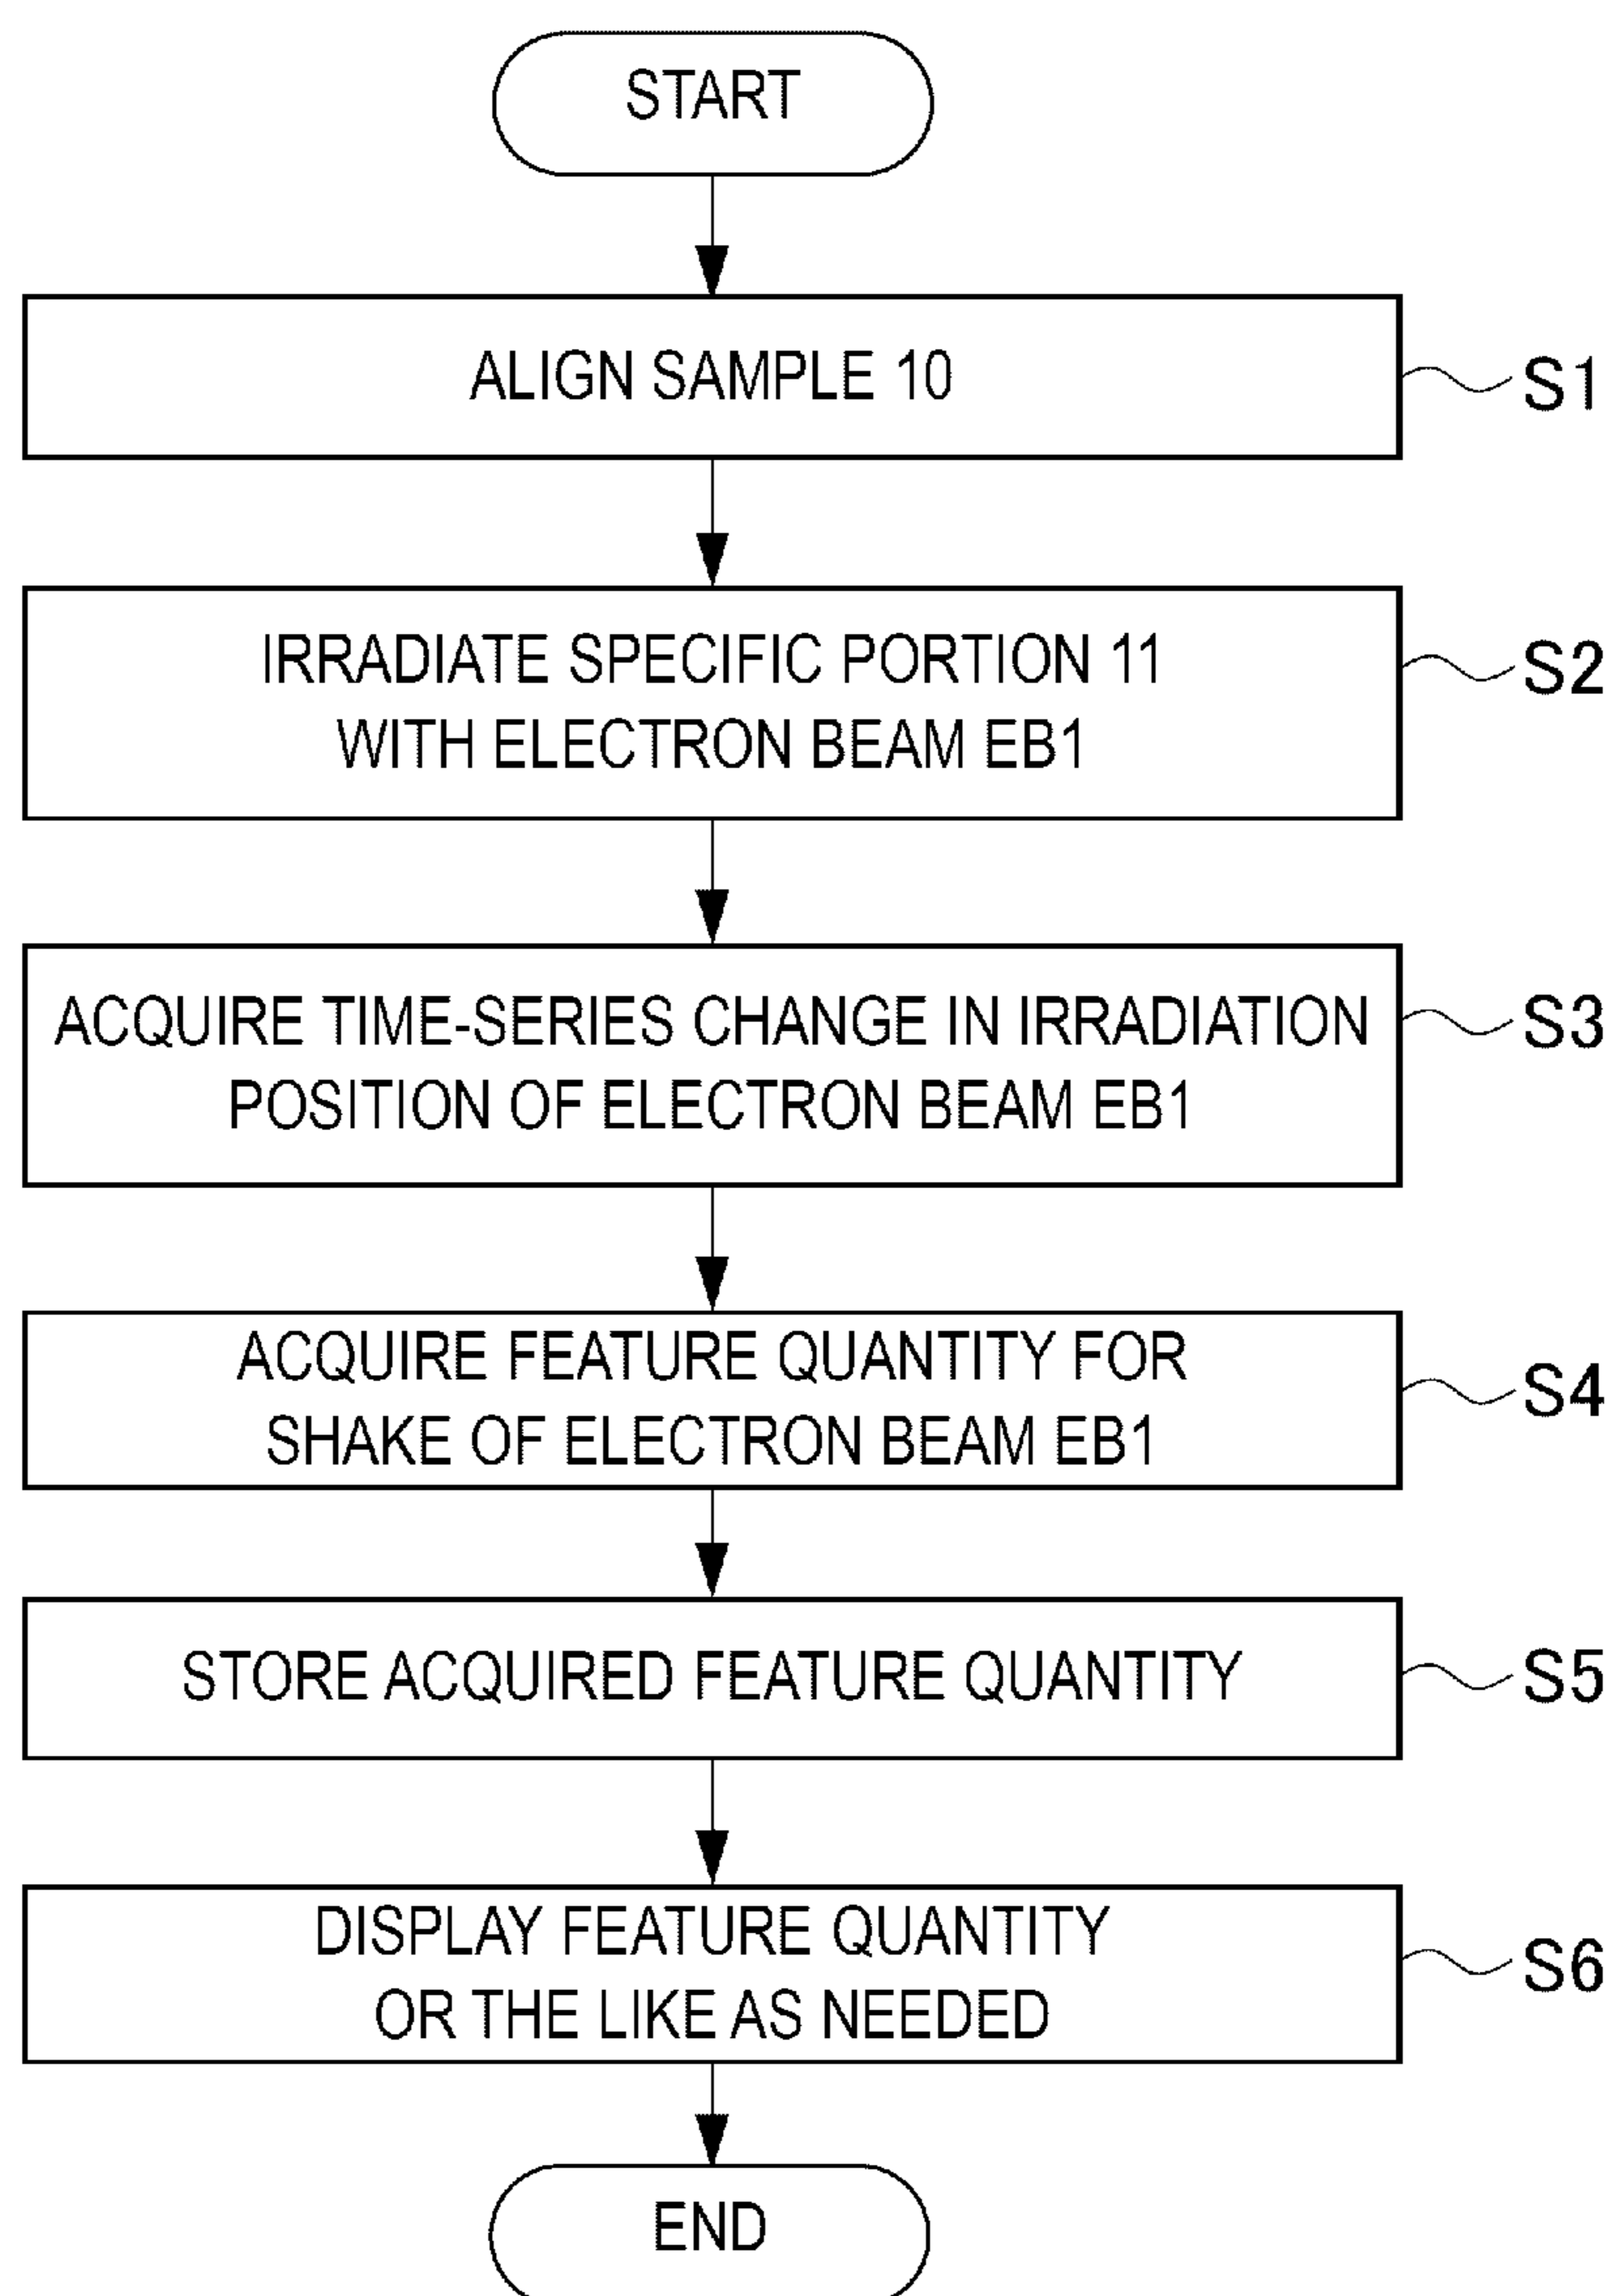 START
ALIGN SAMPLE 10
S1
IRRADIATE SPECIFIC PORTION 11
WITH ELECTRON BEAM EB1
S2
ACQUIRE TIME-SERIES CHANGE IN IRRADIATION
POSITION OF ELECTRON BEAM EB1
S3
ACQUIRE FEATURE QUANTITY FOR
SHAKE OF ELECTRON BEAM EB1
S4
STORE ACQUIRED FEATURE QUANTITY
S5
DISPLAY FEATURE QUANTITY
OR THE LIKE AS NEEDED
S6
END